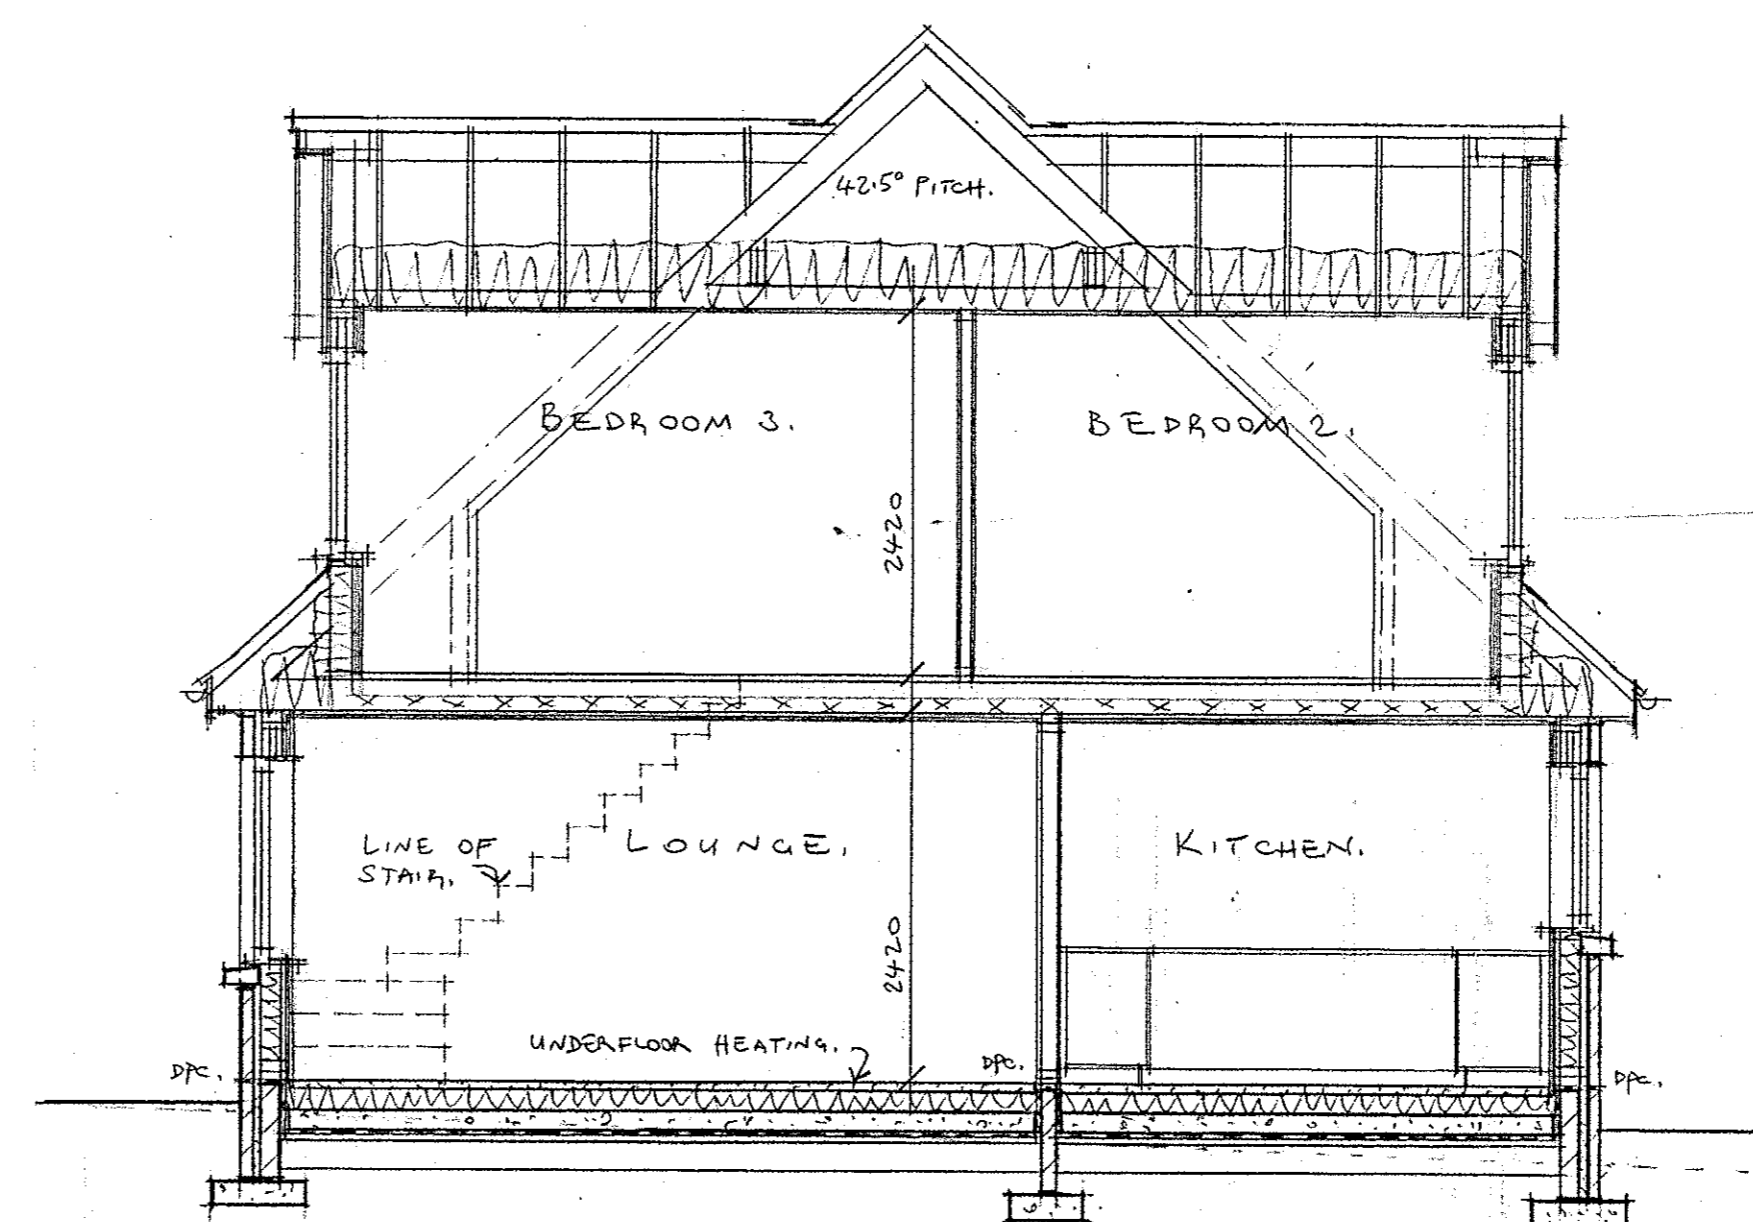 42.5° PITCH.
BEDROOM 3.
BEDROOM 2.
2420
LINE OF
STAIR.
LOUNGE.
KITCHEN.
2420
UNDERFLOOR HEATING.
DPC.
DPC.
DPC.